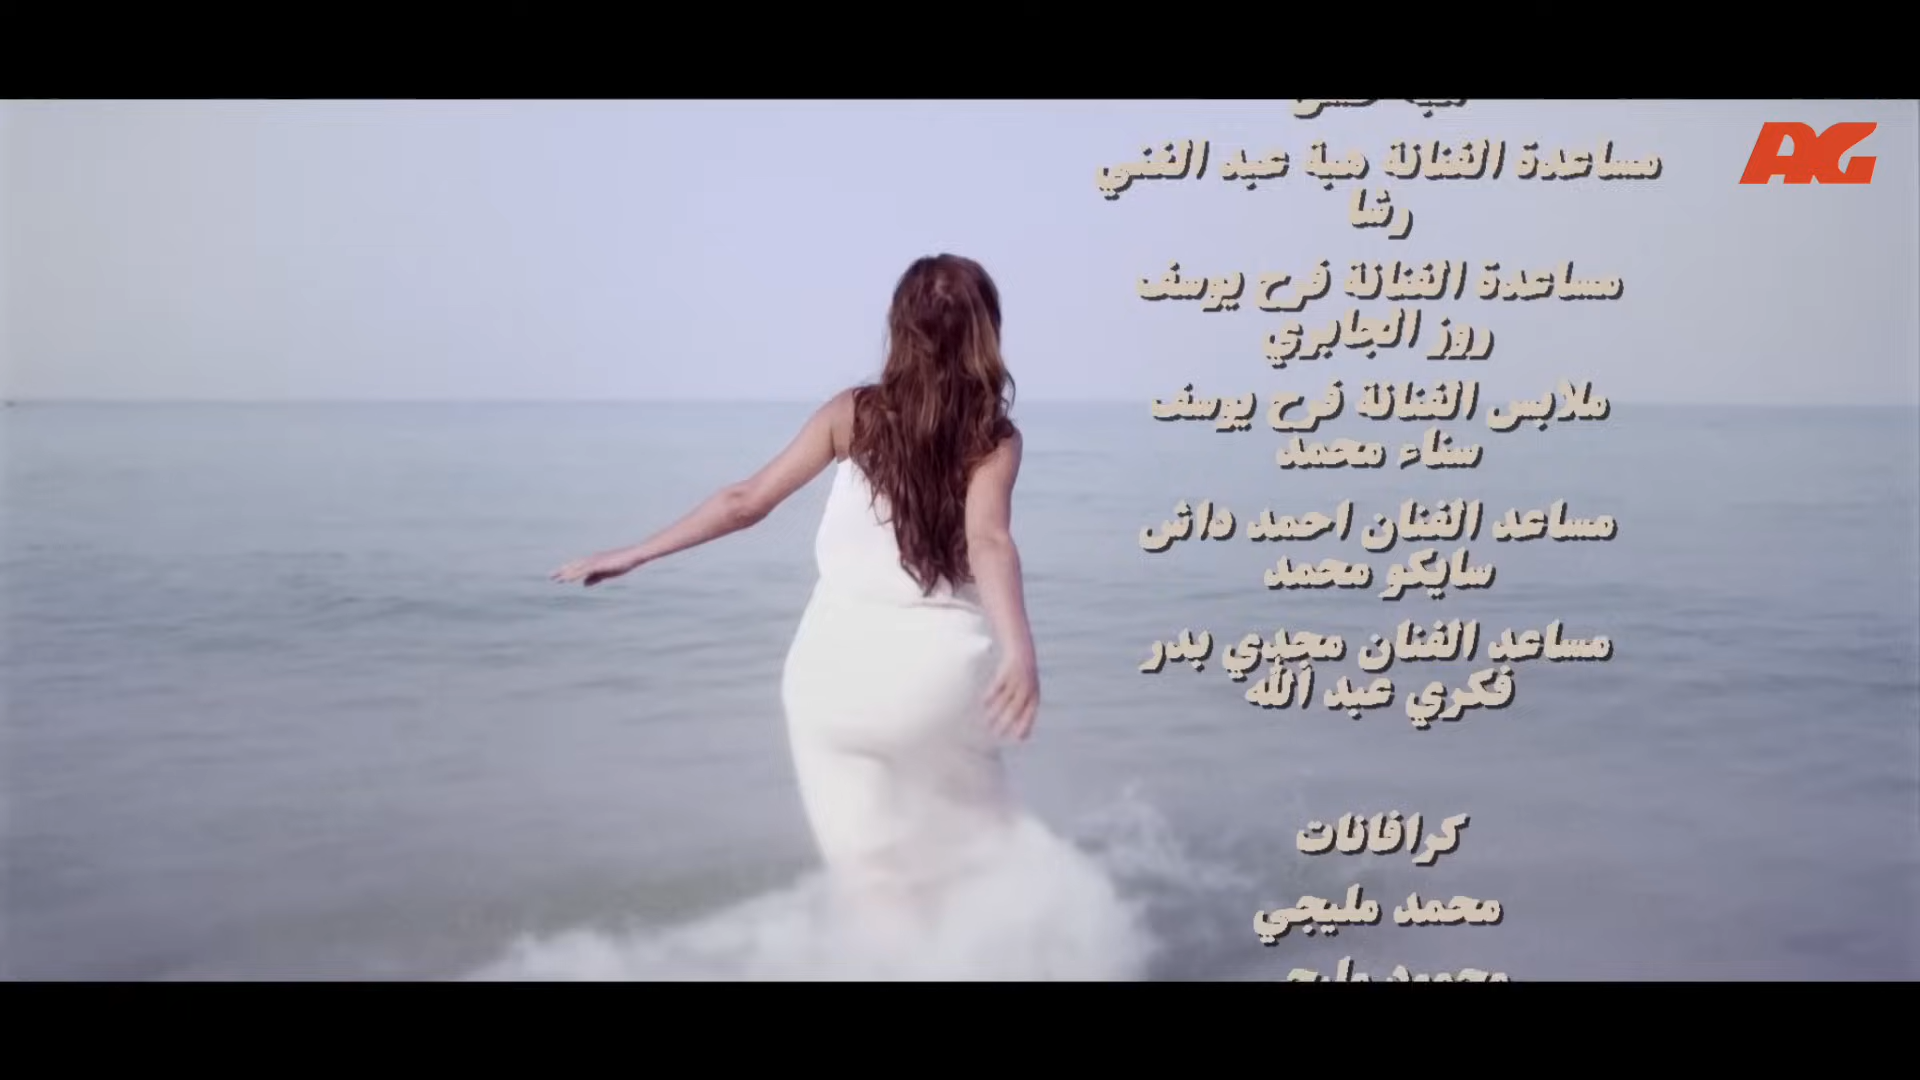 AG
مساعدة الفنانة هبة عبد الغني
رشا
مساعدة الفنانة فرح يوسف
روز الجابري
ملابس الفنانة فرح يوسف
سناء محمد
مساعد الفنان احمد داش
سايكو محمد
مساعد الفنان مجدي بدر
فكري عبد الله
كرافانات
محمد مليجي